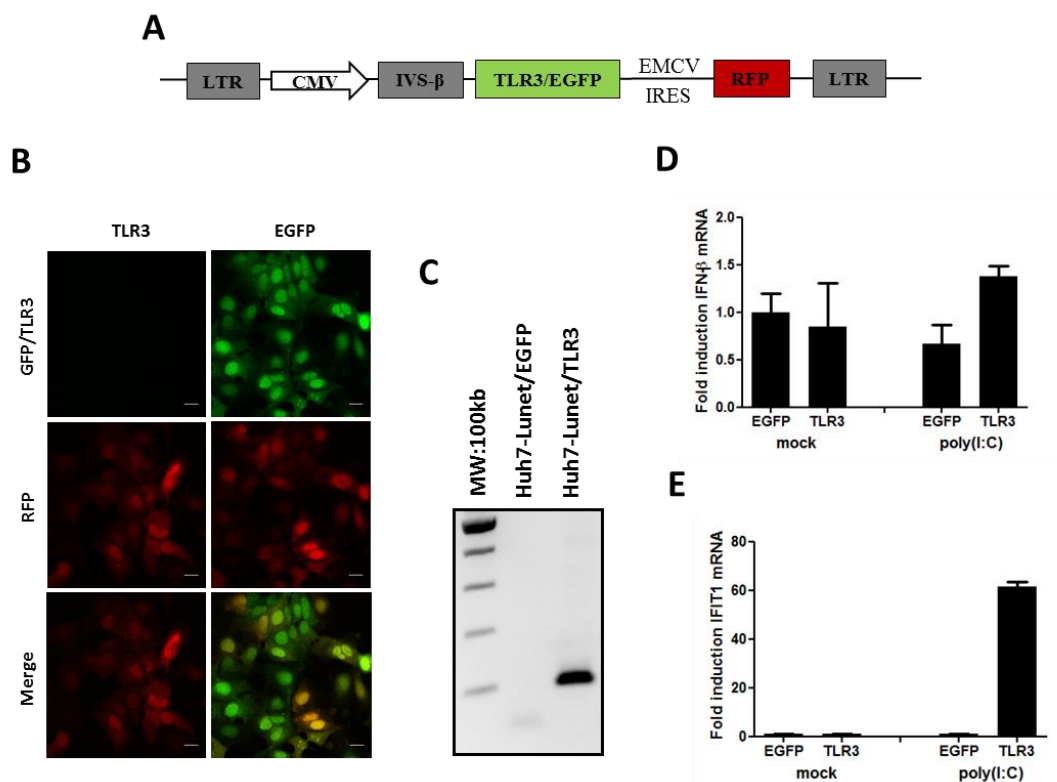 A
LTR CMV IVS-β TLR3/EGFP EMCV IRES RFP LTR
B
TLR3 EGFP
GFP/TLR3
RFP
Merge
C
MW:100kb
Huh7-Lunet/EGFP
Huh7-Lunet/TLR3
D
Fold induction IFN-β mRNA
2.0
1.5
1.0
0.5
0.0
EGFP TLR3 EGFP TLR3
mock poly(I:C)
E
Fold induction IFIT1 mRNA
80
60
40
20
0
EGFP TLR3 EGFP TLR3
mock poly(I:C)